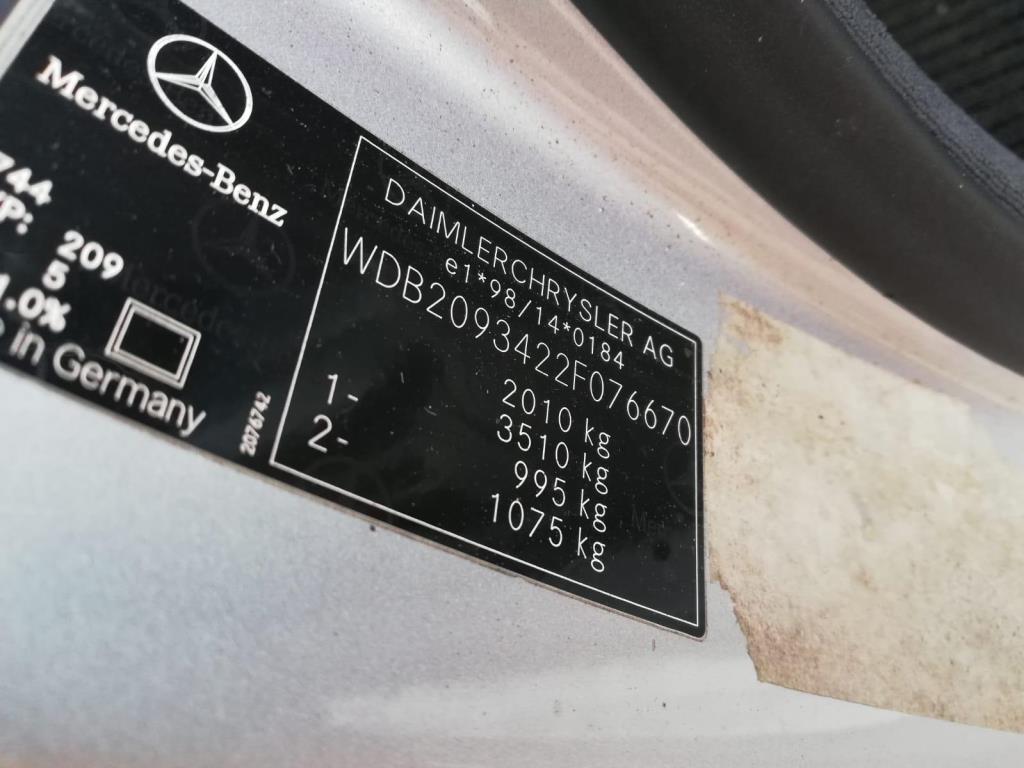 Mercedes-Benz
744
YP: 209
5
1.0%
in Germany
2076742
DAIMLERCHRYSLER AG
e1*98/14*0184
WDB2093422F076670
2010 kg
3510 kg
1- 995 kg
2- 1075 kg